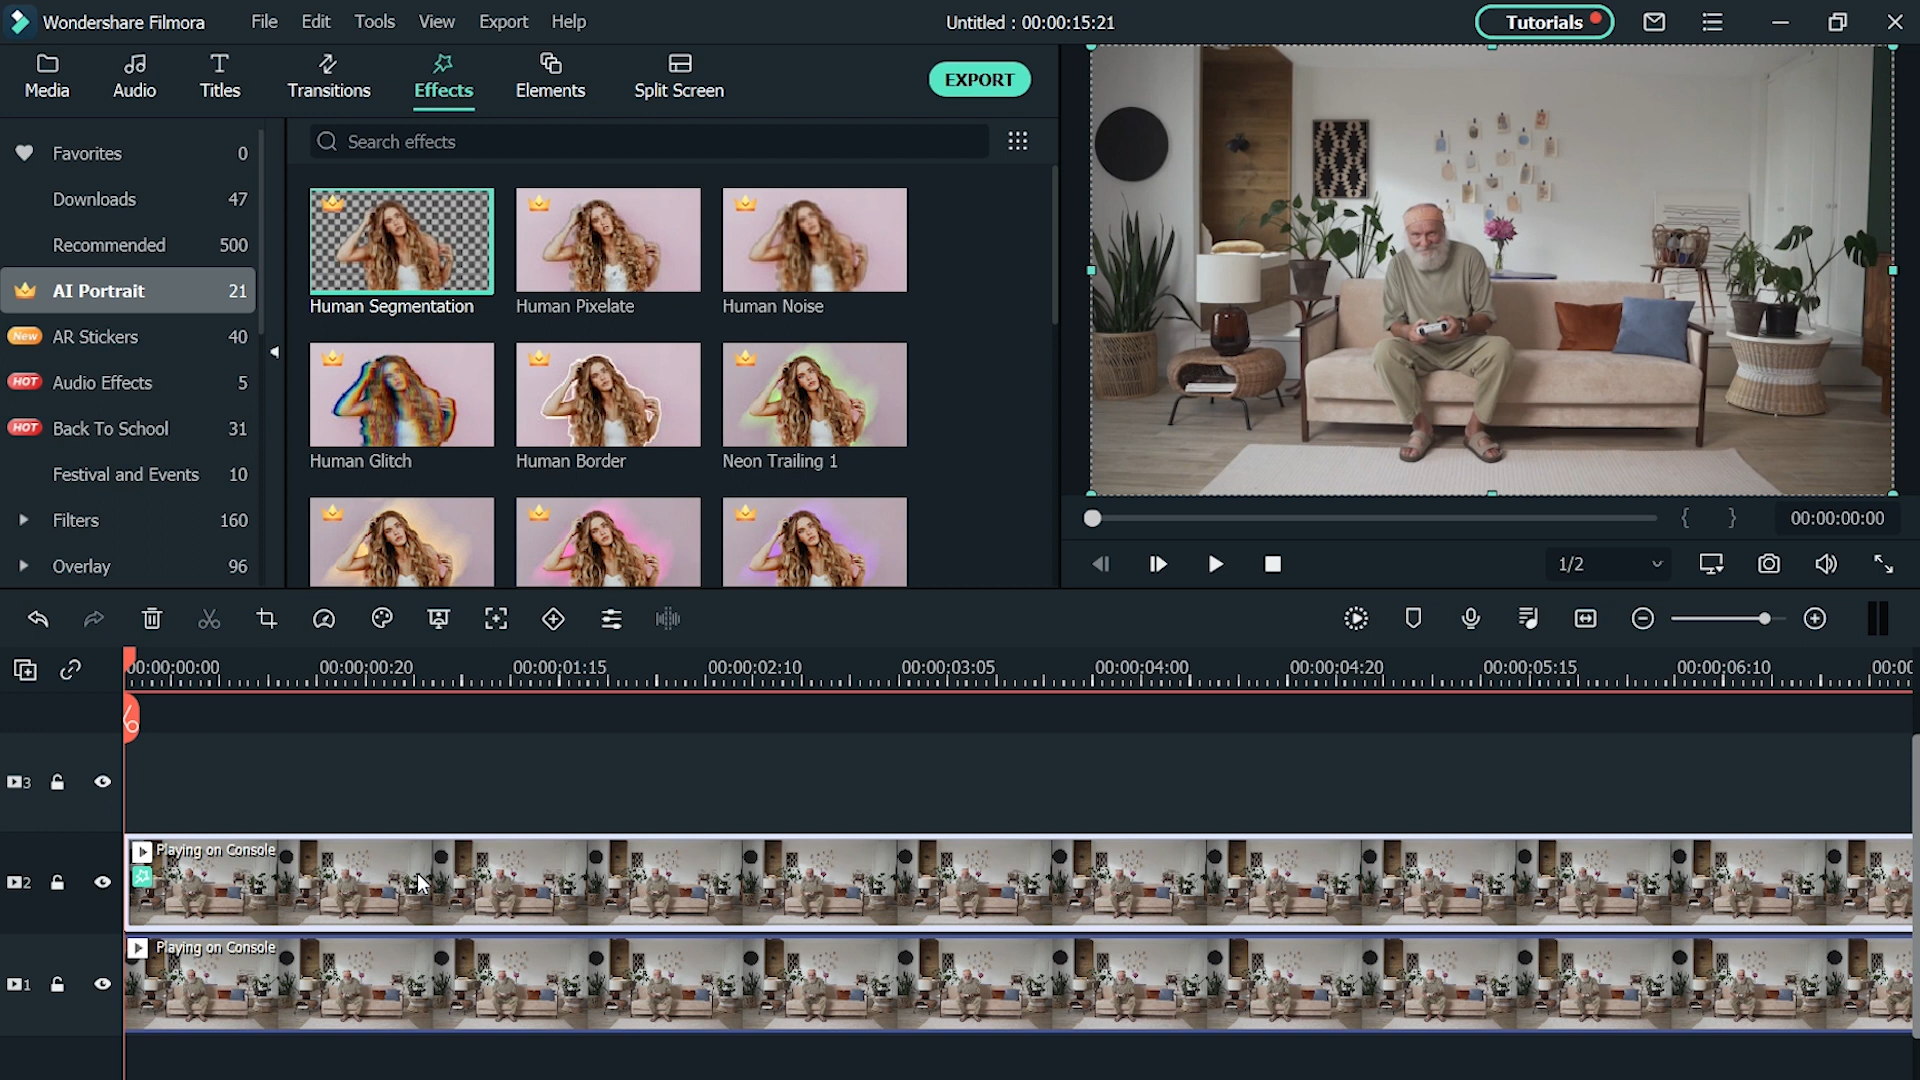 Wondershare Filmora
File
Edit
Tools
View
Export
Help
Untitled : 00:00:15:21
Tutorials
Media
Audio
Titles
Transitions
Effects
Elements
Split Screen
EXPORT
Favorites 0
Downloads 47
Recommended 500
AI Portrait 21
New AR Stickers 40
HOT Audio Effects 5
HOT Back To School 31
Festival and Events 10
Filters 160
Overlay 96
Search effects
Human Segmentation
Human Pixelate
Human Noise
Human Glitch
Human Border
Neon Trailing 1
{ }
00:00:00:00
1/2
00:00:00:00
00:00:00:20
00:00:01:15
00:00:02:10
00:00:03:05
00:00:04:00
00:00:04:20
00:00:05:15
00:00:06:10
00:00
3
2
Playing on Console
1
Playing on Console